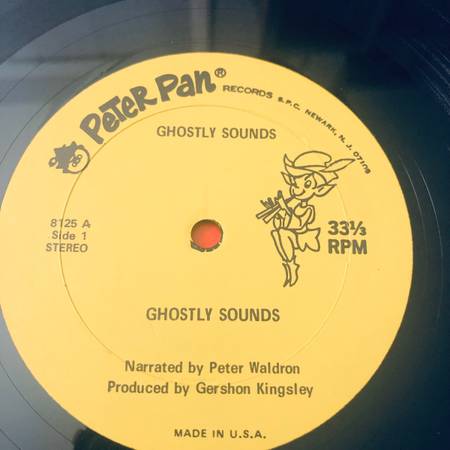 Peter Pan® RECORDS S.P.C. NEWARK, N.J. 07105
GHOSTLY SOUNDS
8125 A
Side 1
STEREO
33⅓
RPM
GHOSTLY SOUNDS
Narrated by Peter Waldron
Produced by Gershon Kingsley
MADE IN U.S.A.